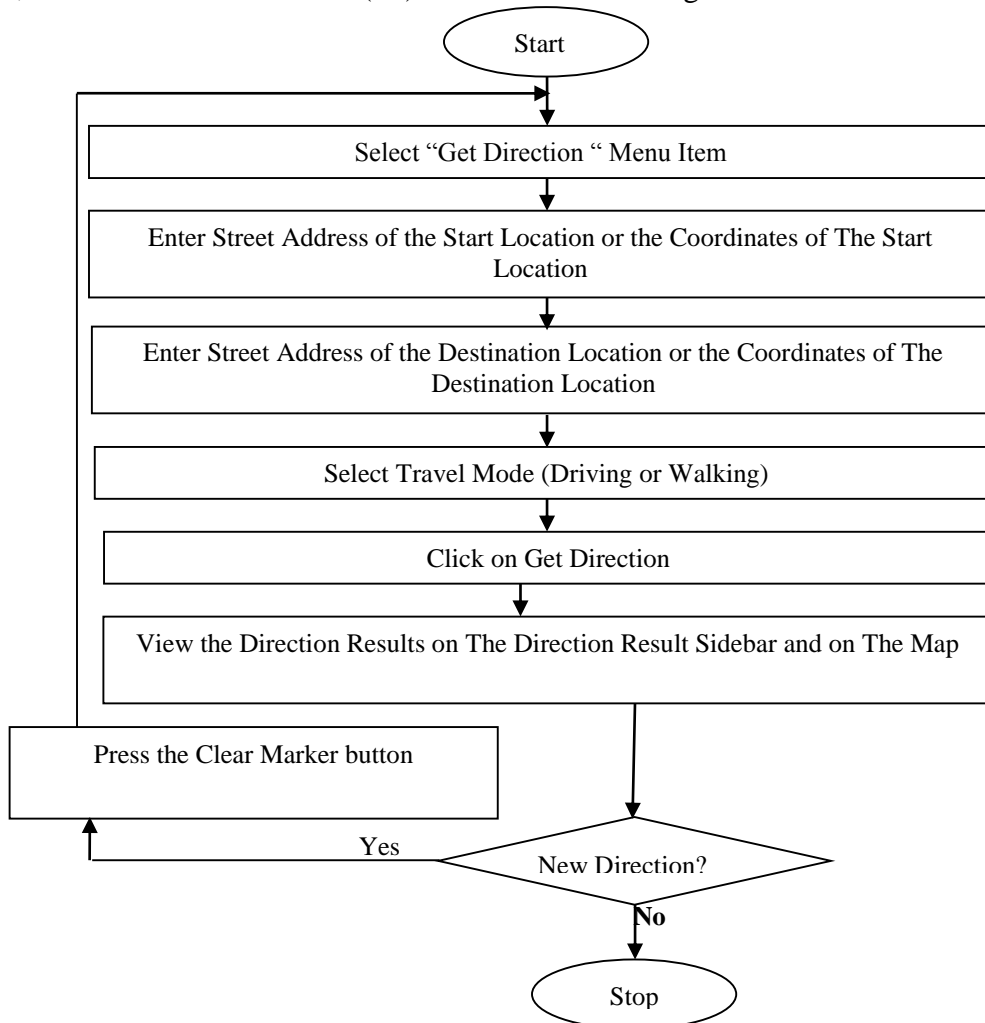 Start
Select “Get Direction “ Menu Item
Enter Street Address of the Start Location or the Coordinates of The Start
Location
Enter Street Address of the Destination Location or the Coordinates of The
Destination Location
Select Travel Mode (Driving or Walking)
Click on Get Direction
View the Direction Results on The Direction Result Sidebar and on The Map
Press the Clear Marker button
Yes
New Direction?
No
Stop